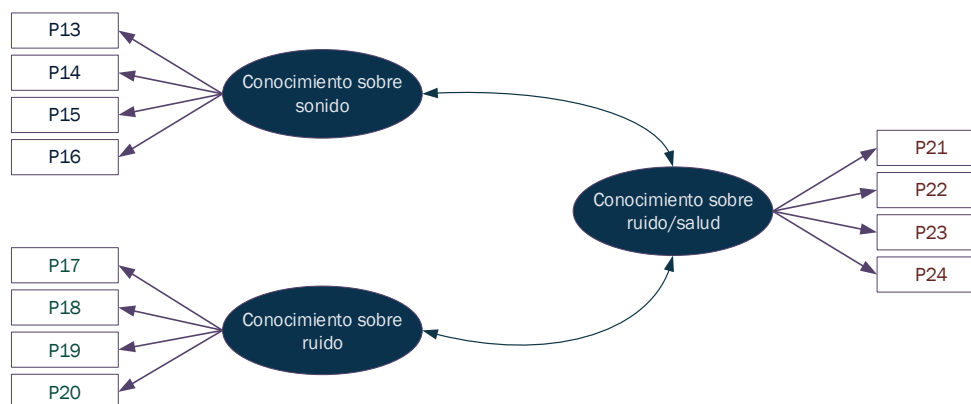 P13
P14
P15
P16
Conocimiento sobre
sonido
P17
P18
P19
P20
Conocimiento sobre
ruido
Conocimiento sobre
ruido/salud
P21
P22
P23
P24